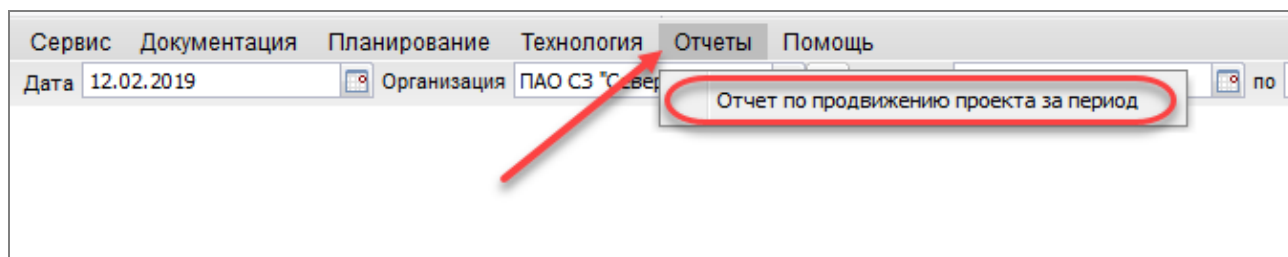 Сервис Документация Планирование Технология Отчеты Помощь
Дата 12.02.2019 Организация ПАО СЗ "Север по
Отчет по продвижению проекта за период